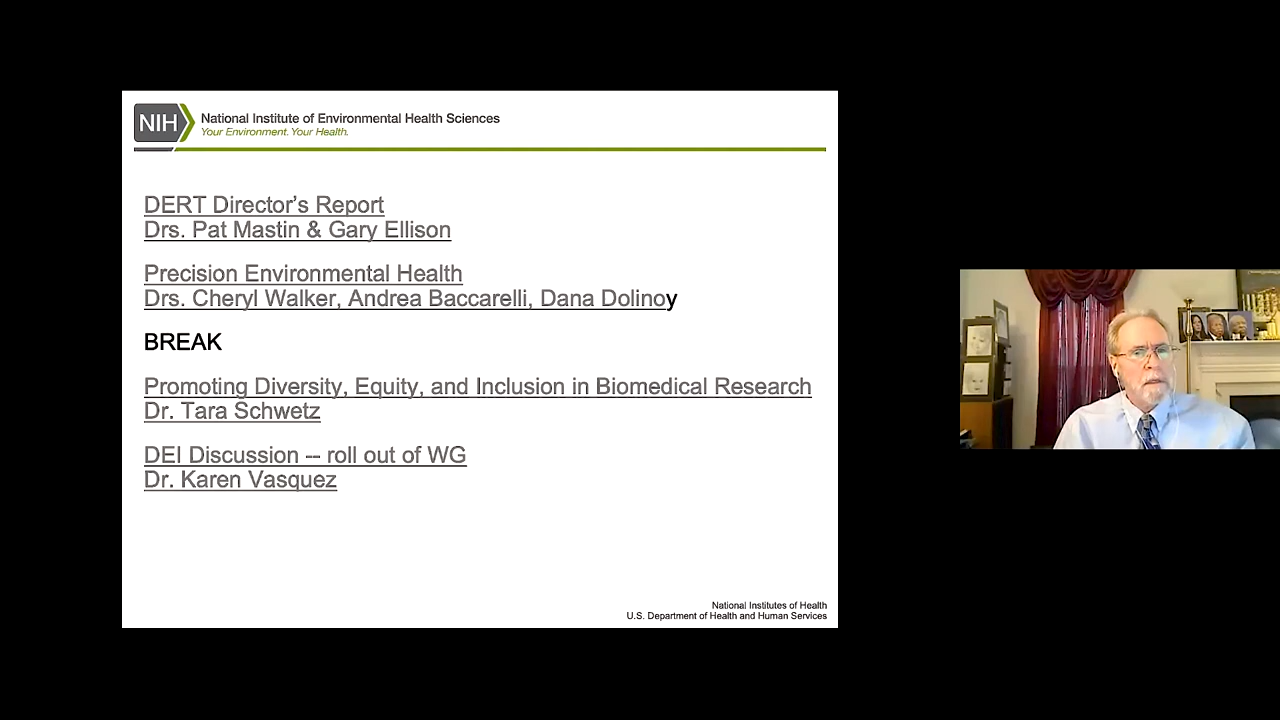 NIH
National Institute of Environmental Health Sciences
Your Environment. Your Health.
DERT Director’s Report
Drs. Pat Mastin & Gary Ellison
Precision Environmental Health
Drs. Cheryl Walker, Andrea Baccarelli, Dana Dolinoy
BREAK
Promoting Diversity, Equity, and Inclusion in Biomedical Research
Dr. Tara Schwetz
DEI Discussion -- roll out of WG
Dr. Karen Vasquez
National Institutes of Health
U.S. Department of Health and Human Services